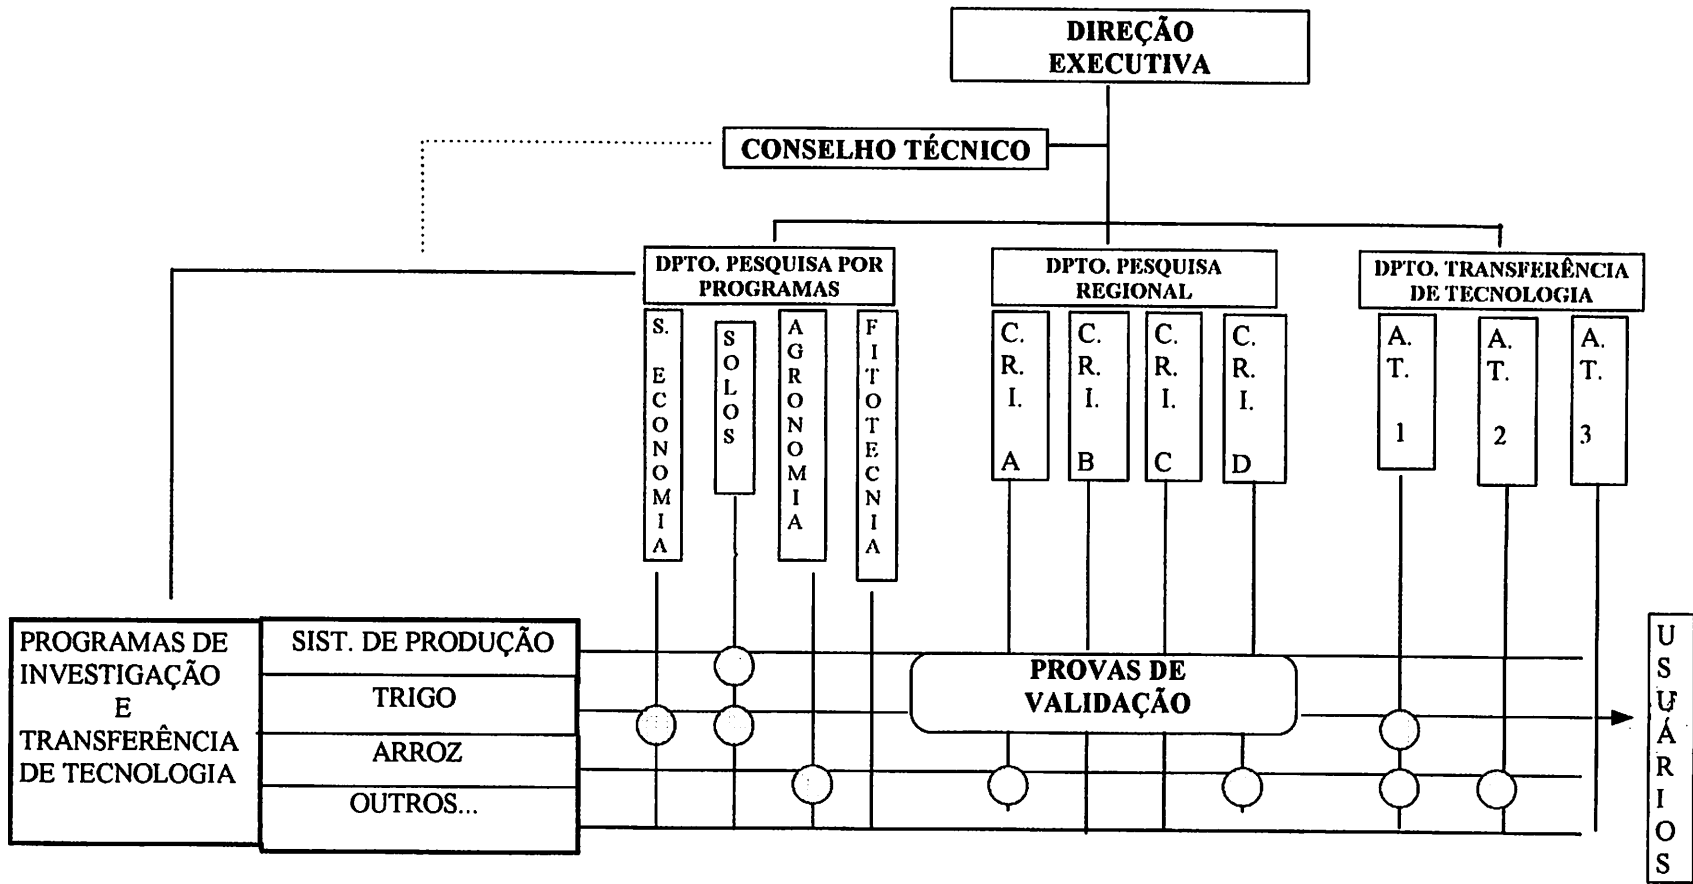 DIREÇÃO
EXECUTIVA
CONSELHO TÉCNICO
DPTO. PESQUISA POR
PROGRAMAS
DPTO. PESQUISA
REGIONAL
DPTO. TRANSFERÊNCIA
DE TECNOLOGIA
S. ECONOMIA
SOLOS
AGRONOMIA
FITOTECNIA
C. R. I. A
C. R. I. B
C. R. I. C
C. R. I. D
A. T. 1
A. T. 2
A. T. 3
PROGRAMAS DE
INVESTIGAÇÃO
E
TRANSFERÊNCIA
DE TECNOLOGIA
SIST. DE PRODUÇÃO
TRIGO
ARROZ
OUTROS...
PROVAS DE
VALIDAÇÃO
USUÁRIOS